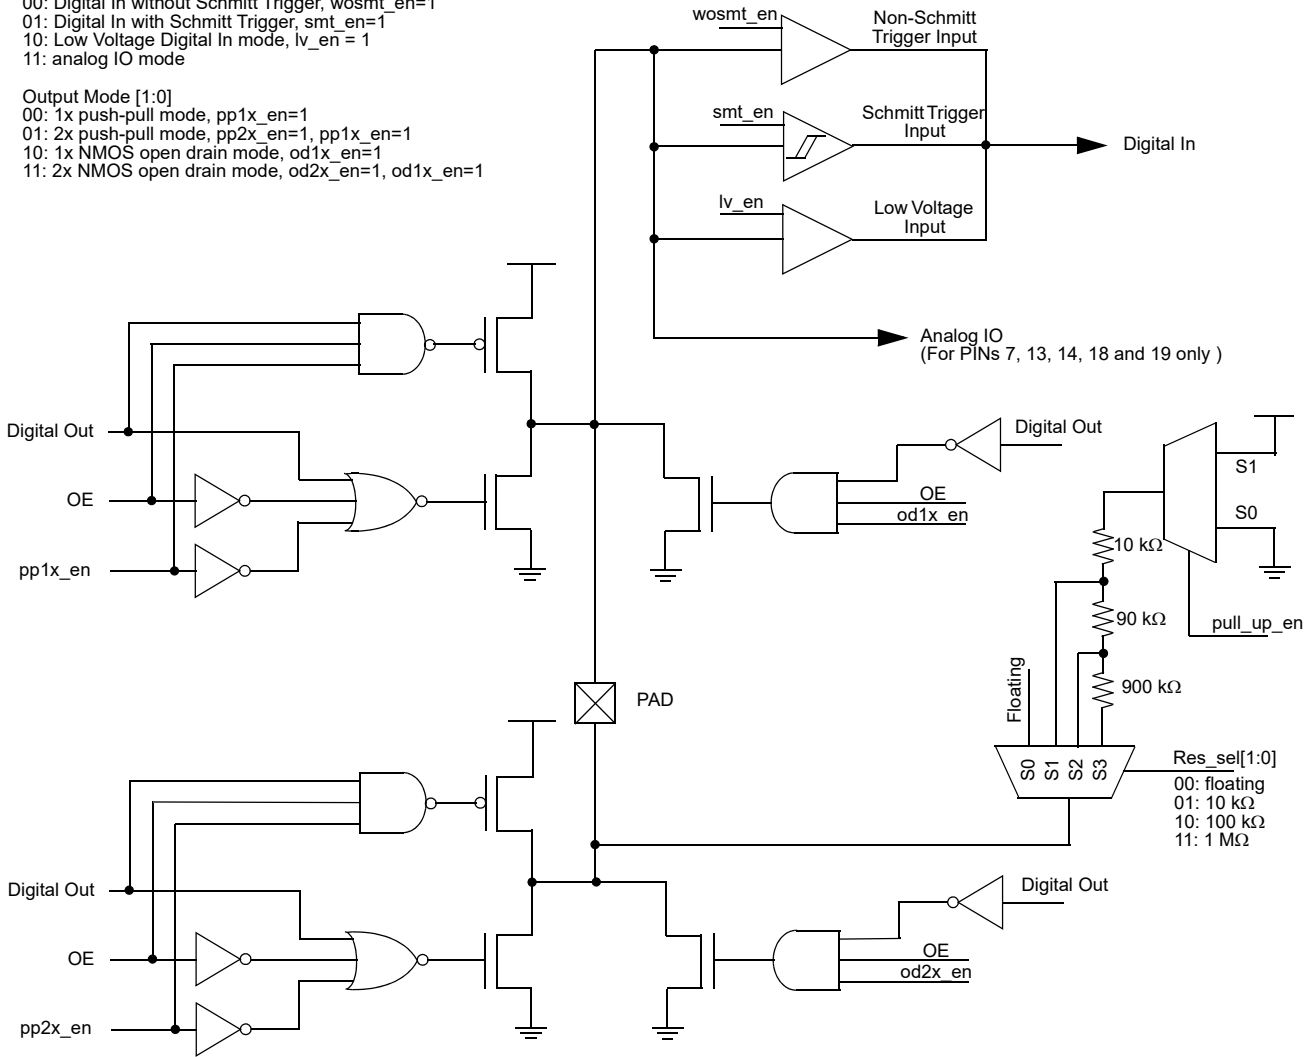 00: Digital In without Schmitt Trigger, wosmt_en=1
01: Digital In with Schmitt Trigger, smt_en=1
10: Low Voltage Digital In mode, lv_en = 1
11: analog IO mode
Output Mode [1:0]
00: 1x push-pull mode, pp1x_en=1
01: 2x push-pull mode, pp2x_en=1, pp1x_en=1
10: 1x NMOS open drain mode, od1x_en=1
11: 2x NMOS open drain mode, od2x_en=1, od1x_en=1
wosmt_en
Non-Schmitt
Trigger Input
smt_en
Schmitt Trigger
Input
Digital In
lv_en
Low Voltage
Input
Analog IO
(For PINs 7, 13, 14, 18 and 19 only )
Digital Out
OE
pp1x_en
Digital Out
OE
od1x_en
S1
S0
10 kΩ
90 kΩ
pull_up_en
900 kΩ
Floating
PAD
S0
S1
S2
S3
Res_sel[1:0]
00: floating
01: 10 kΩ
10: 100 kΩ
11: 1 MΩ
Digital Out
OE
pp2x_en
Digital Out
OE
od2x_en